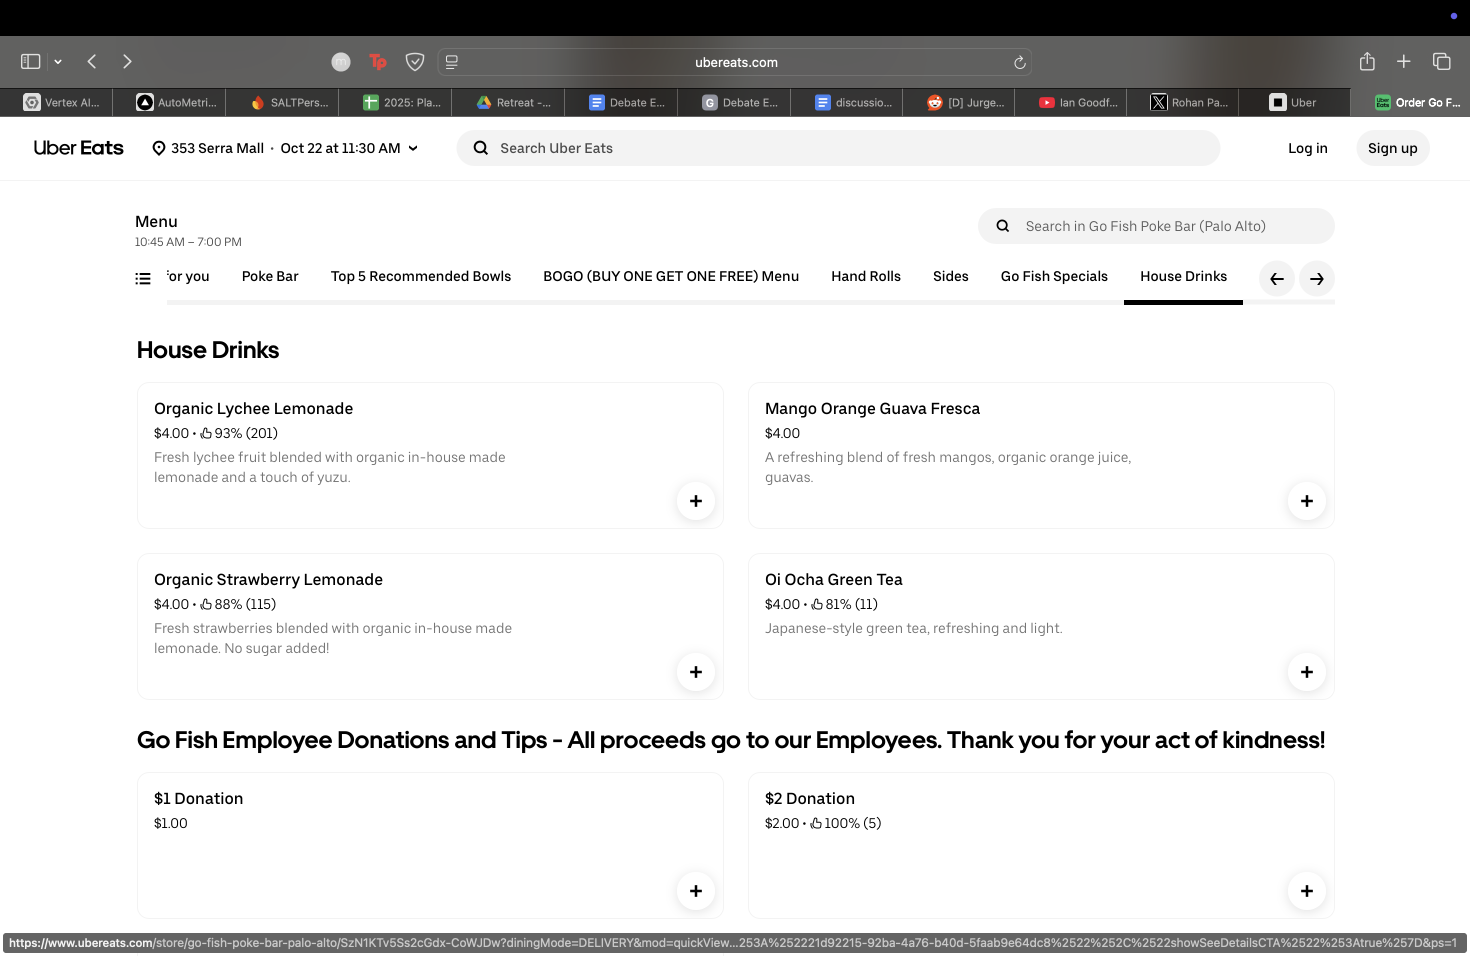 ubereats.com
Vertex AI...
AutoMetri...
SALTPers...
2025: Pla...
Retreat -...
Debate E...
Debate E...
discussio...
[D] Jurge...
Ian Goodf...
Rohan Pa...
Uber
Order Go F...
Uber Eats
353 Serra Mall · Oct 22 at 11:30 AM
Search Uber Eats
Log in
Sign up
Menu
10:45 AM – 7:00 PM
Search in Go Fish Poke Bar (Palo Alto)
for you
Poke Bar
Top 5 Recommended Bowls
BOGO (BUY ONE GET ONE FREE) Menu
Hand Rolls
Sides
Go Fish Specials
House Drinks
House Drinks
Organic Lychee Lemonade
$4.00 • 93% (201)
Fresh lychee fruit blended with organic in-house made
lemonade and a touch of yuzu.
Mango Orange Guava Fresca
$4.00
A refreshing blend of fresh mangos, organic orange juice,
guavas.
Organic Strawberry Lemonade
$4.00 • 88% (115)
Fresh strawberries blended with organic in-house made
lemonade. No sugar added!
Oi Ocha Green Tea
$4.00 • 81% (11)
Japanese-style green tea, refreshing and light.
Go Fish Employee Donations and Tips - All proceeds go to our Employees. Thank you for your act of kindness!
$1 Donation
$1.00
$2 Donation
$2.00 • 100% (5)
https://www.ubereats.com/store/go-fish-poke-bar-palo-alto/SzN1KTv5Ss2cGdx-CoWJDw?diningMode=DELIVERY&mod=quickView...253A%252221d92215-92ba-4a76-b40d-5faab9e64dc8%2522%252C%2522showSeeDetailsCTA%2522%253Atrue%257D&ps=1